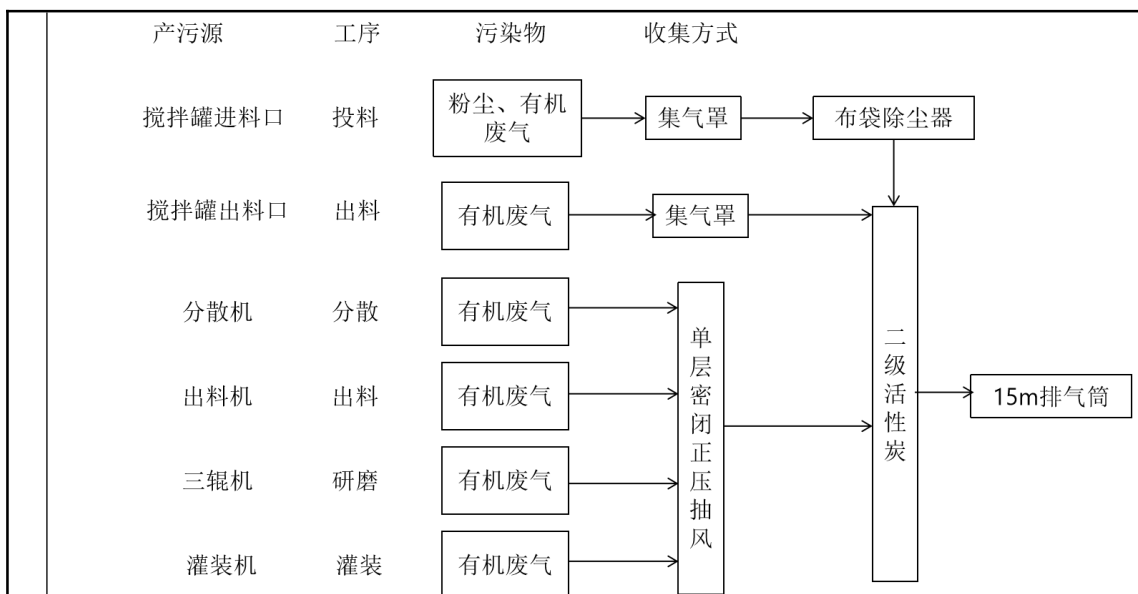 产污源 工序 污染物 收集方式
搅拌罐进料口 投料 粉尘、有机
废气 集气罩 布袋除尘器
搅拌罐出料口 出料 有机废气 集气罩
分散机 分散 有机废气
出料机 出料 有机废气
三辊机 研磨 有机废气
灌装机 灌装 有机废气
单层密闭正压抽风
二级活性炭
15m排气筒